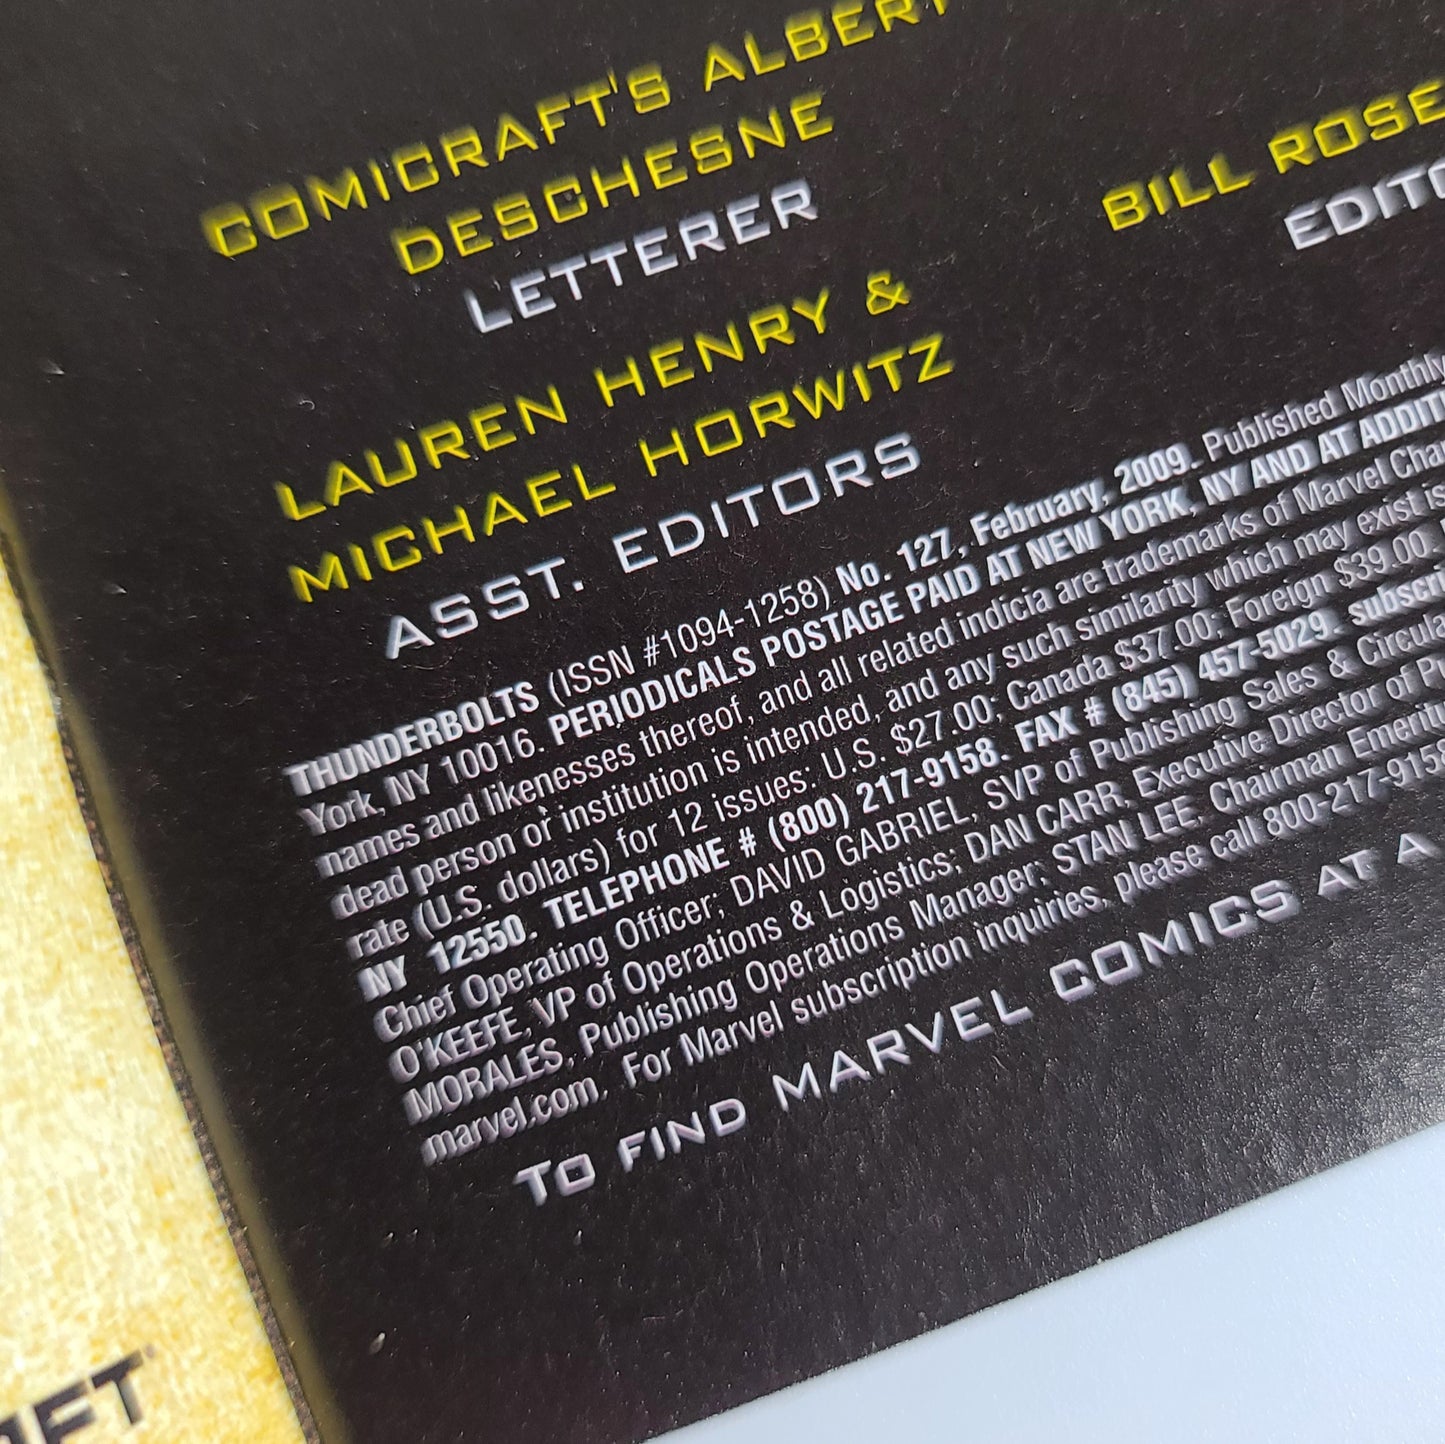 COMICRAFT'S ALBERT
DESCHESNE
LETTERER
BILL ROSE
LAUREN HENRY &
MICHAEL HORWITZ
ASST. EDITORS
THUNDERBOLTS (ISSN #1094-1258) No. 127, February, 2009. Published Monthly
York, NY 10016. PERIODICALS POSTAGE PAID AT NEW YORK, NY AND AT
names and likenesses thereof, and all related indicia are trademarks of Marvel
dead person or institution is intended, and any such similarity which may exist is
rate (U.S. dollars) for 12 issues: U.S. $27.00; Canada $37.00; Foreign $39.00.
NY 12550. TELEPHONE # (800) 217-9158. FAX # (845) 457-5029.
Chief Operating Officer; DAVID GABRIEL, SVP of Publishing Sales &
O'KEEFE, VP of Operations & Logistics; DAN CARR, Executive Director of
MORALES, Publishing Operations Manager; STAN LEE, Chairman
marvel.com. For Marvel subscription inquiries, please call 800-217-9158
TO FIND MARVEL COMICS AT A